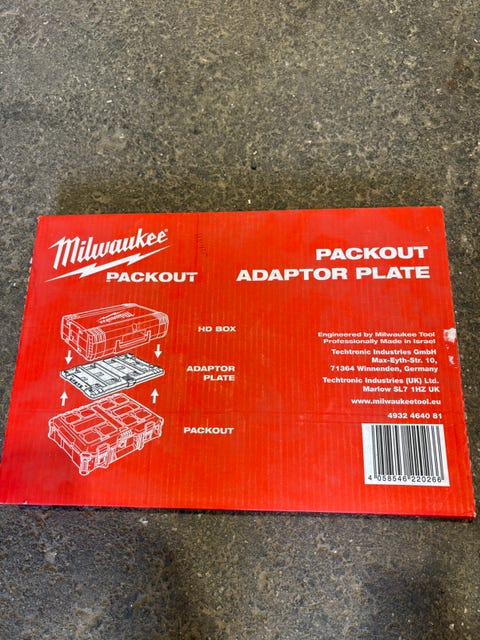 Milwaukee®
PACKOUT
PACKOUT
ADAPTOR PLATE
HD BOX
ADAPTOR
PLATE
PACKOUT
Engineered by Milwaukee Tool
Professionally Made in Israel
Techtronic Industries GmbH
Max-Eyth-Str. 10,
71364 Winnenden, Germany
Techtronic Industries (UK) Ltd.
Marlow SL7 1HZ UK
www.milwaukeetool.eu
4932 4640 81
4 058546 220266